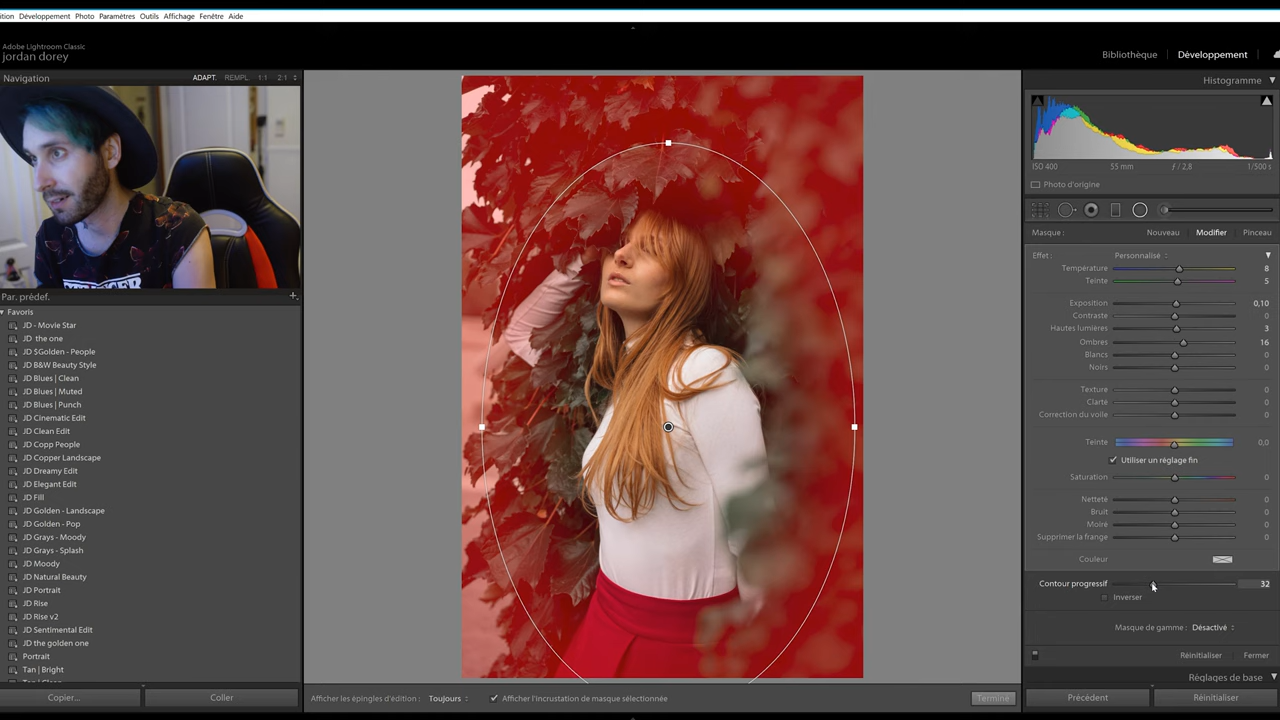 ition Développement Photo Paramètres Outils Affichage Fenêtre Aide
Adobe Lightroom Classic
jordan dorey
Bibliothèque Développement
Navigation ADAPT. REMPL. 1:1 2:1
Par. prédef.
Favoris
JD - Movie Star
JD the one
JD $Golden - People
JD B&W Beauty Style
JD Blues | Clean
JD Blues | Muted
JD Blues | Punch
JD Cinematic Edit
JD Clean Edit
JD Copp People
JD Copper Landscape
JD Dreamy Edit
JD Elegant Edit
JD Fill
JD Golden - Landscape
JD Golden - Pop
JD Grays - Moody
JD Grays - Splash
JD Moody
JD Natural Beauty
JD Portrait
JD Rise
JD Rise v2
JD Sentimental Edit
JD the golden one
Portrait
Tan | Bright
Copier... Coller
Afficher les épingles d'édition : Toujours Afficher l'incrustation de masque sélectionnée Terminé
Histogramme
ISO 400 55 mm ƒ / 2,8 1/500 s
Photo d'origine
Masque : Nouveau Modifier Pinceau
Effet : Personnalisé
Température 8
Teinte 5
Exposition 0,10
Contraste 0
Hautes lumières 3
Ombres 16
Blancs 0
Noirs 0
Texture 0
Clarté 0
Correction du voile 0
Teinte 0,0
Utiliser un réglage fin
Saturation 0
Netteté 0
Bruit 0
Moiré 0
Supprimer la frange 0
Couleur
Contour progressif 32
Inverser
Masque de gamme : Désactivé
Réinitialiser Fermer
Réglages de base
Précédent Réinitialiser